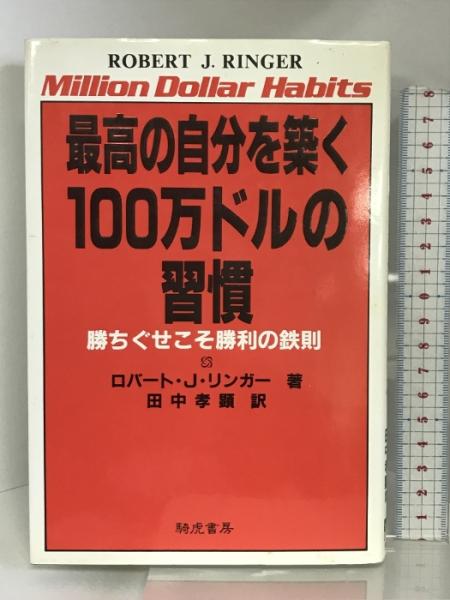 ROBERT J. RINGER
Million Dollar Habits
最高の自分を築く
100万ドルの
習慣
勝ちぐせこそ勝利の鉄則
ロバート・J・リンガー 著
田中孝顕 訳
騎虎書房